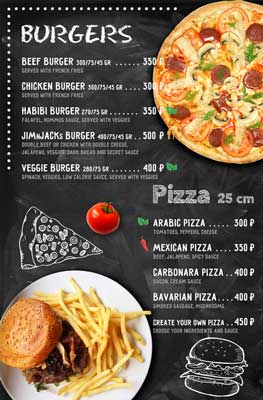 BURGERS
BEEF BURGER 300/75/45 GR ...... 350 ₽
SERVED WITH FRENCH FRIES
CHICKEN BURGER 300/75/45 GR ... 300 ₽
SERVED WITH FRENCH FRIES
HABIBI BURGER 270/75 GR ...... 350 ₽
FALAFEL, HUMMUS SAUCE, SERVED WITH VEGGIES
JIM&JACKs BURGER 400/75/45 GR .. 500 ₽
DOUBLE BEEF OR CHICKEN WITH DOUBLE CHEESE,
JALAPENO, VEGGIES, DARK BREAD AND SECRET SAUCE
VEGGIE BURGER 280/75 GR ....... 400 ₽
SPINACH, VEGGIES, LOW CALORIE SAUCE, SERVED WITH VEGGIES
Pizza 25 cm
ARABIC PIZZA ..... 300 ₽
TOMATOES, PEPPERS, CHEESE
MEXICAN PIZZA .... 350 ₽
BEEF, JALAPENO, SPICY SAUCE
CARBONARA PIZZA .. 400 ₽
BACON, CREAM SAUCE
BAVARIAN PIZZA .... 400 ₽
SMOKED SAUSAGE, MUSHROOMS
CREATE YOUR OWN PIZZA .. 450 ₽
CHOOSE YOUR INGREDIENTS AND SAUCE